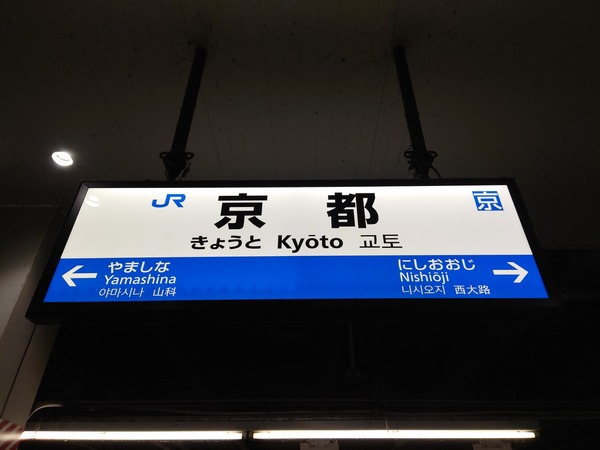 JR 京都 京
きょうと Kyōto 교토
← やましな にしおおじ →
Yamashina Nishiōji
야마시나 山科 니시오지 西大路